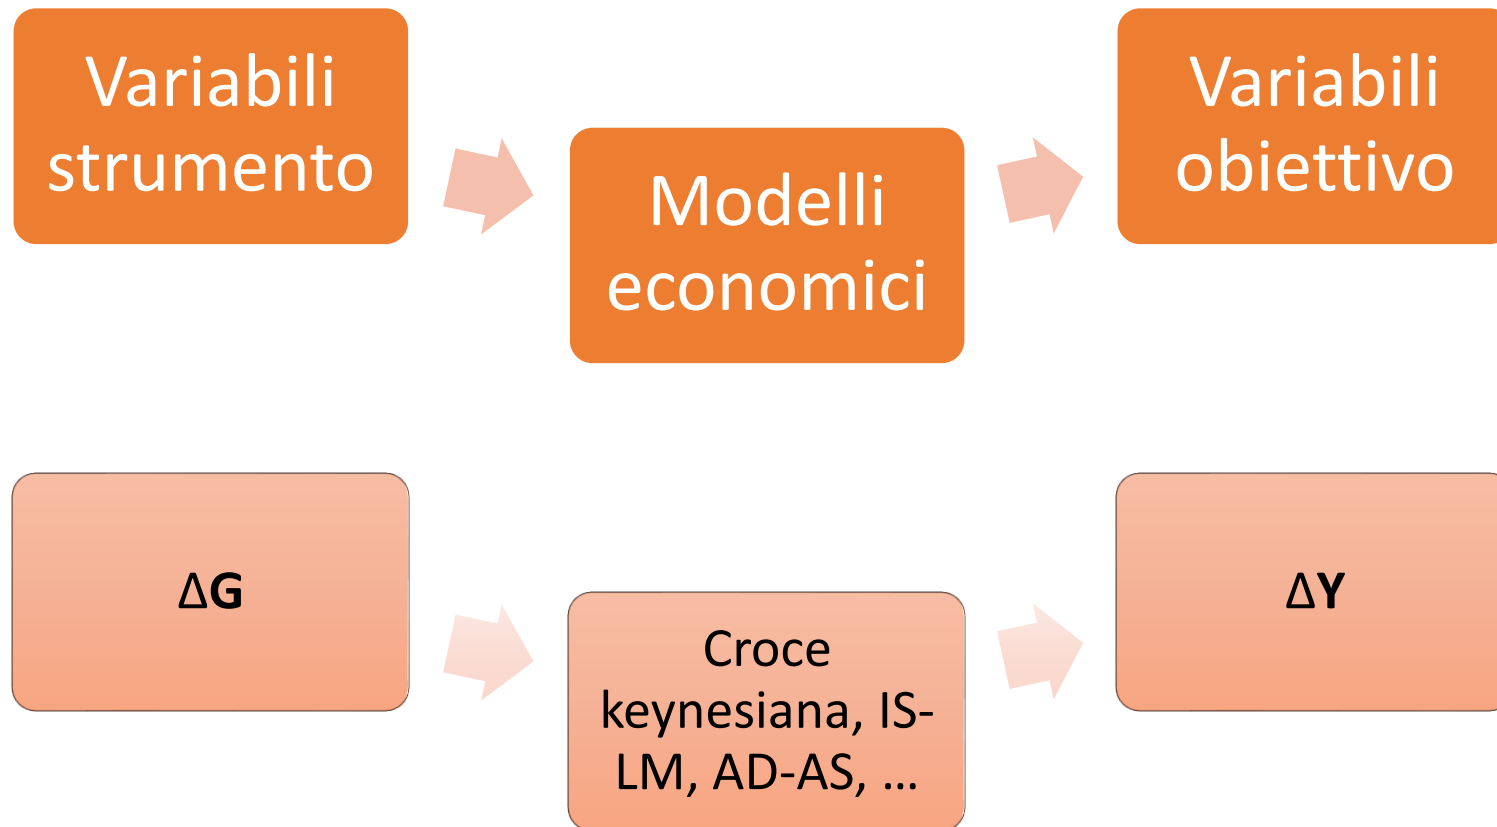 Variabili
strumento
Modelli
economici
Variabili
obiettivo
ΔG
Croce
keynesiana, IS-
LM, AD-AS, ...
ΔY